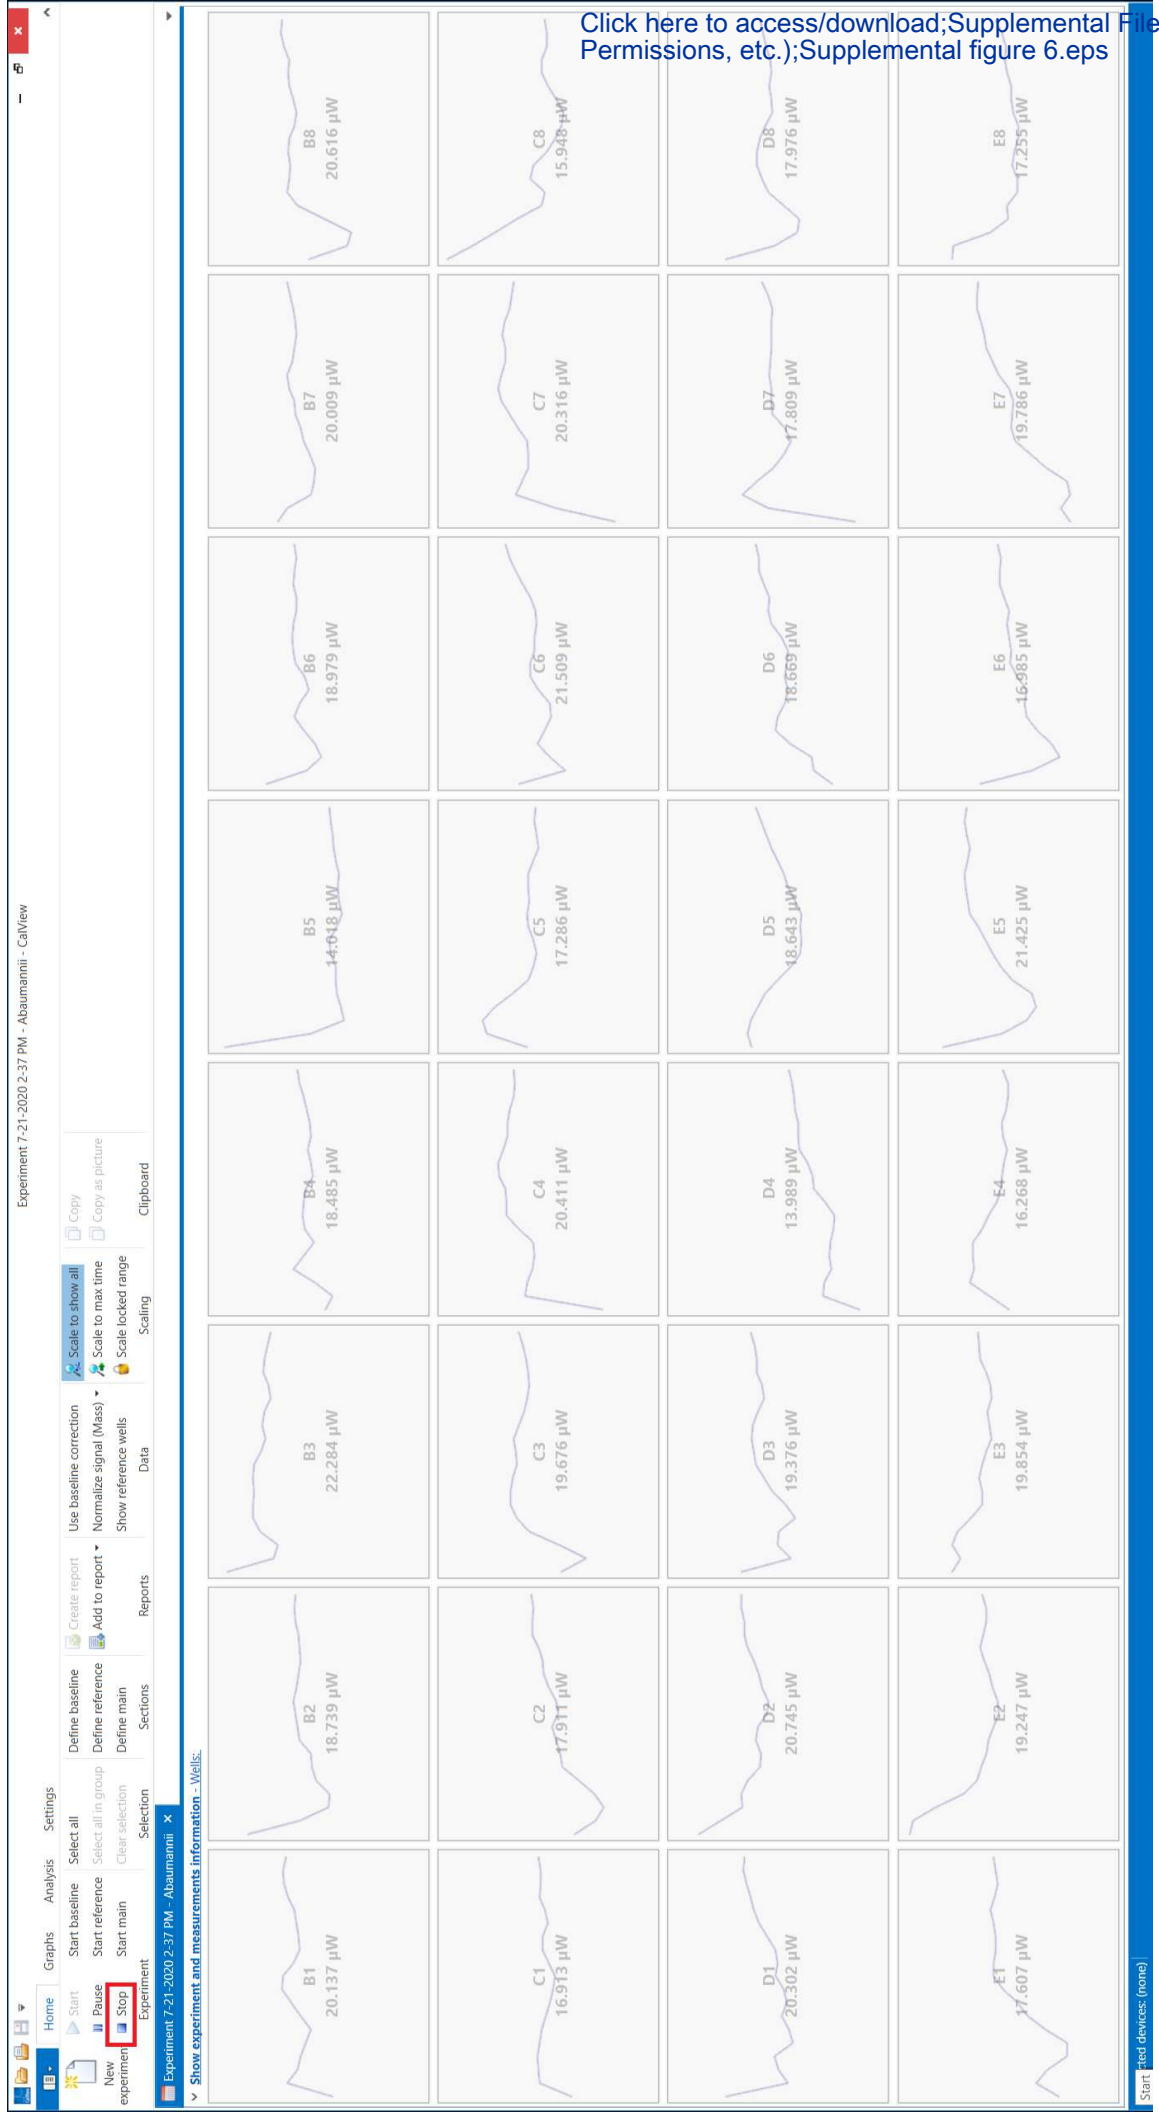 Click here to access/download;Supplemental File
Permissions, etc.);Supplemental figure 6.eps
Experiment 7-21-2020 2-37 PM - Abaumannii - CalView
Home Graphs Analysis Settings
New experiment
Start
Pause
Stop
Start baseline
Start reference
Start main
Experiment
Select all
Select all in group
Clear selection
Selection
Define baseline
Define reference
Define main
Sections
Create report
Add to report
Reports
Use baseline correction
Normalize signal (Mass)
Show reference wells
Data
Scale to show all
Scale to max time
Scale locked range
Scaling
Copy
Copy as picture
Clipboard
Experiment 7-21-2020 2-37 PM - Abaumannii
Show experiment and measurements information - Wells:
B1
20.137 µW
B2
18.739 µW
B3
22.284 µW
B4
18.485 µW
B5
14.018 µW
B6
18.979 µW
B7
20.009 µW
B8
20.616 µW
C1
16.913 µW
C2
17.911 µW
C3
19.676 µW
C4
20.411 µW
C5
17.286 µW
C6
21.509 µW
C7
20.316 µW
C8
15.948 µW
D1
20.302 µW
D2
20.745 µW
D3
19.376 µW
D4
13.989 µW
D5
18.643 µW
D6
18.669 µW
D7
17.809 µW
D8
17.976 µW
E1
17.607 µW
E2
19.247 µW
E3
19.854 µW
E4
16.268 µW
E5
21.425 µW
E6
16.985 µW
E7
19.786 µW
E8
17.255 µW
Start
cted devices: (none)